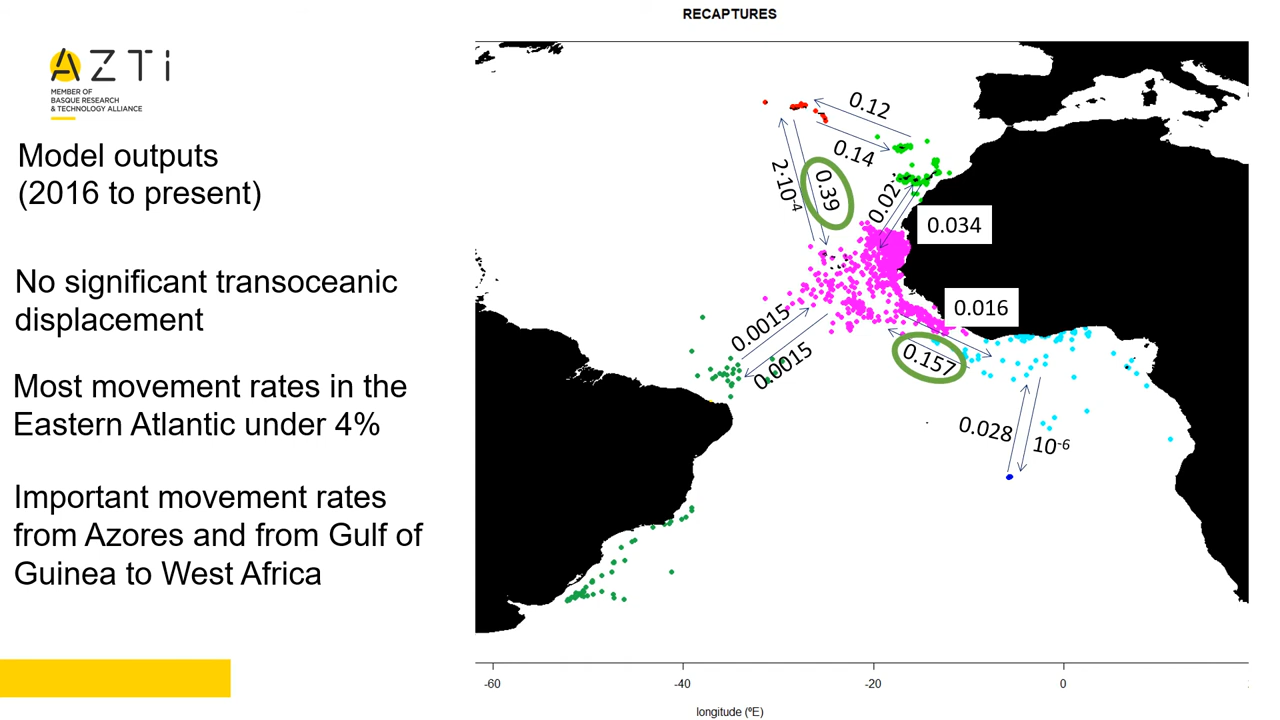 AZTi
MEMBER OF
BASQUE RESEARCH
& TECHNOLOGY ALLIANCE
Model outputs
(2016 to present)
No significant transoceanic
displacement
Most movement rates in the
Eastern Atlantic under 4%
Important movement rates
from Azores and from Gulf of
Guinea to West Africa
RECAPTURES
0.12
0.14
2·10⁻⁴
0.39
0.02
0.034
0.016
0.0015
0.0015
0.157
0.028
10⁻⁶
-60
-40
-20
0
longitude (ºE)